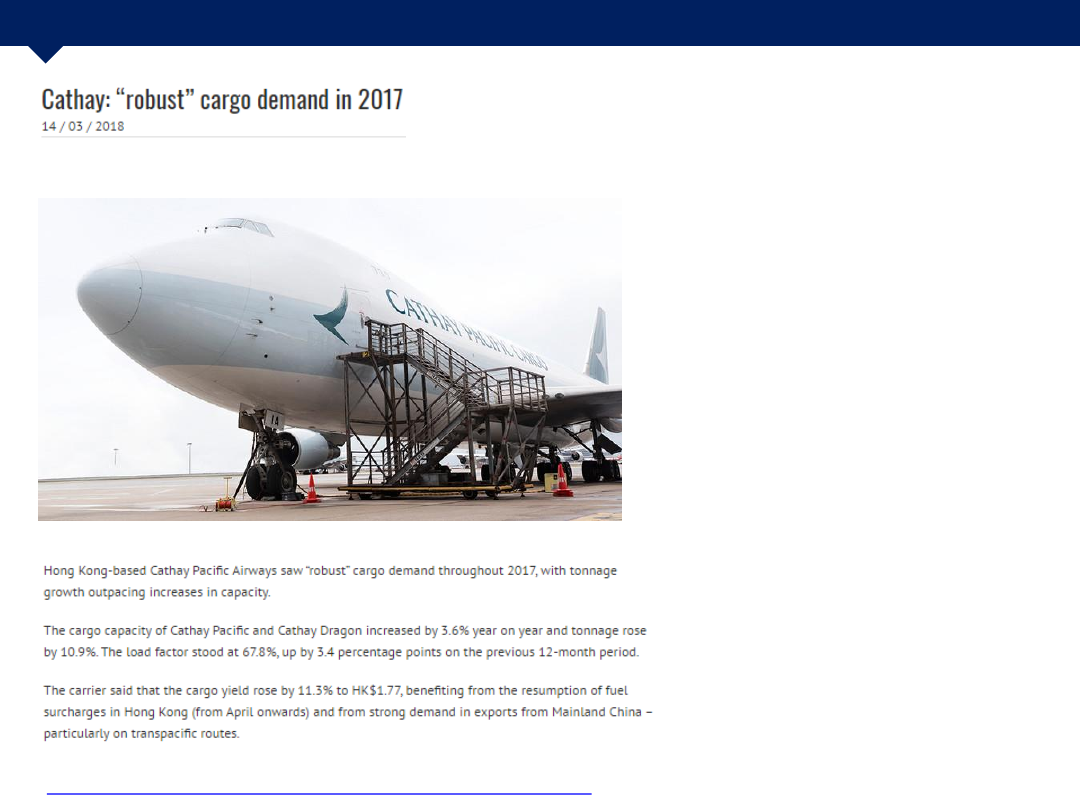 Cathay: “robust” cargo demand in 2017
14 / 03 / 2018
CATHAY PACIFIC CARGO
Hong Kong-based Cathay Pacific Airways saw “robust” cargo demand throughout 2017, with tonnage
growth outpacing increases in capacity.
The cargo capacity of Cathay Pacific and Cathay Dragon increased by 3.6% year on year and tonnage rose
by 10.9%. The load factor stood at 67.8%, up by 3.4 percentage points on the previous 12-month period.
The carrier said that the cargo yield rose by 11.3% to HK$1.77, benefiting from the resumption of fuel
surcharges in Hong Kong (from April onwards) and from strong demand in exports from Mainland China –
particularly on transpacific routes.